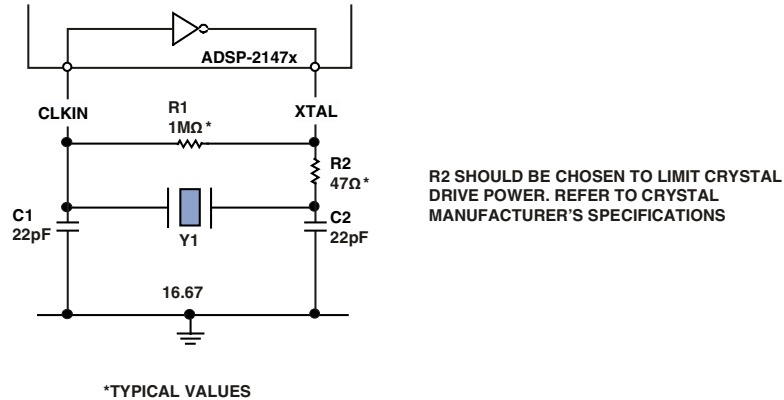 ADSP-2147x
CLKIN
R1
1MΩ*
XTAL
R2
47Ω*
R2 SHOULD BE CHOSEN TO LIMIT CRYSTAL
DRIVE POWER. REFER TO CRYSTAL
MANUFACTURER'S SPECIFICATIONS
C1
22pF
Y1
C2
22pF
16.67
*TYPICAL VALUES